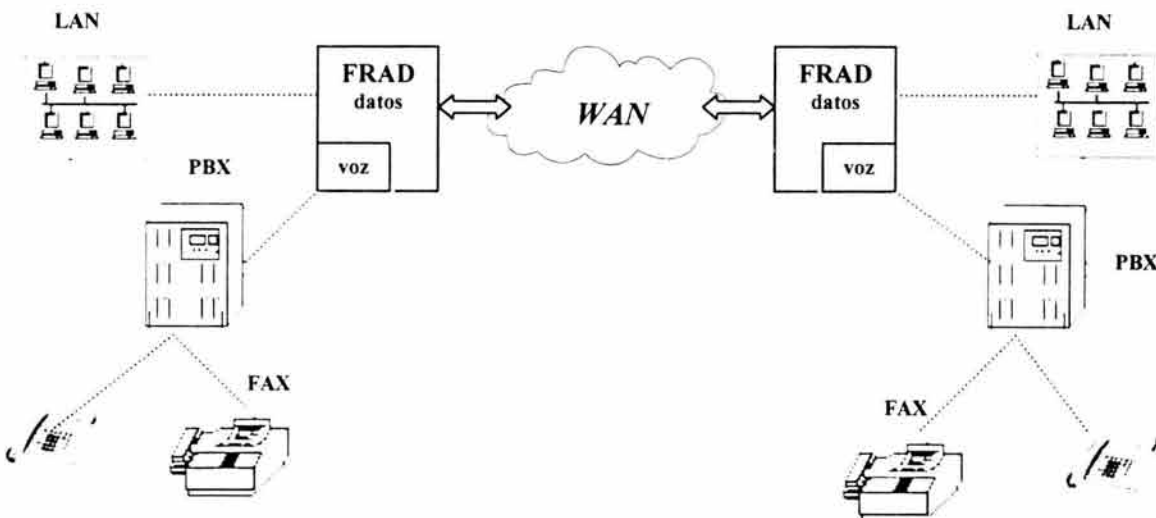 LAN
LAN
FRAD
datos
voz
WAN
FRAD
datos
voz
PBX
PBX
FAX
FAX